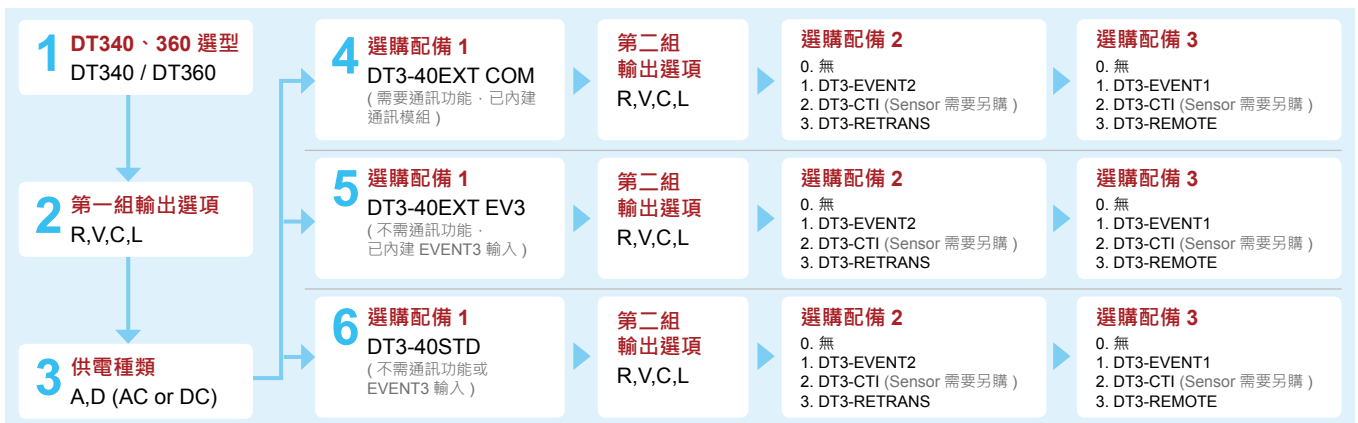 1
DT340、360 選型
DT340 / DT360
2
第一組輸出選項
R,V,C,L
3
供電種類
A,D (AC or DC)
4
選購配備 1
DT3-40EXT COM
( 需要通訊功能，已內建
通訊模組 )
第二組
輸出選項
R,V,C,L
選購配備 2
0. 無
1. DT3-EVENT2
2. DT3-CTI (Sensor 需要另購 )
3. DT3-RETRANS
選購配備 3
0. 無
1. DT3-EVENT1
2. DT3-CTI (Sensor 需要另購 )
3. DT3-REMOTE
5
選購配備 1
DT3-40EXT EV3
( 不需通訊功能，
已內建 EVENT3 輸入 )
第二組
輸出選項
R,V,C,L
選購配備 2
0. 無
1. DT3-EVENT2
2. DT3-CTI (Sensor 需要另購 )
3. DT3-RETRANS
選購配備 3
0. 無
1. DT3-EVENT1
2. DT3-CTI (Sensor 需要另購 )
3. DT3-REMOTE
6
選購配備 1
DT3-40STD
( 不需通訊功能或
EVENT3 輸入 )
第二組
輸出選項
R,V,C,L
選購配備 2
0. 無
1. DT3-EVENT2
2. DT3-CTI (Sensor 需要另購 )
3. DT3-RETRANS
選購配備 3
0. 無
1. DT3-EVENT1
2. DT3-CTI (Sensor 需要另購 )
3. DT3-REMOTE